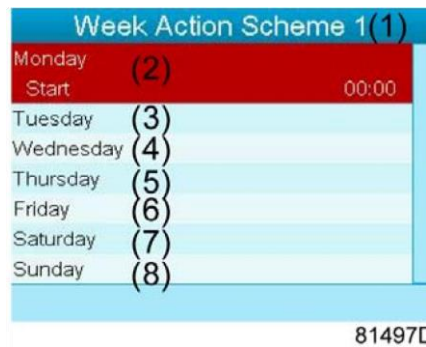 Week Action Scheme 1(1)
Monday (2)
Start 00:00
Tuesday (3)
Wednesday (4)
Thursday (5)
Friday (6)
Saturday (7)
Sunday (8)
81497D